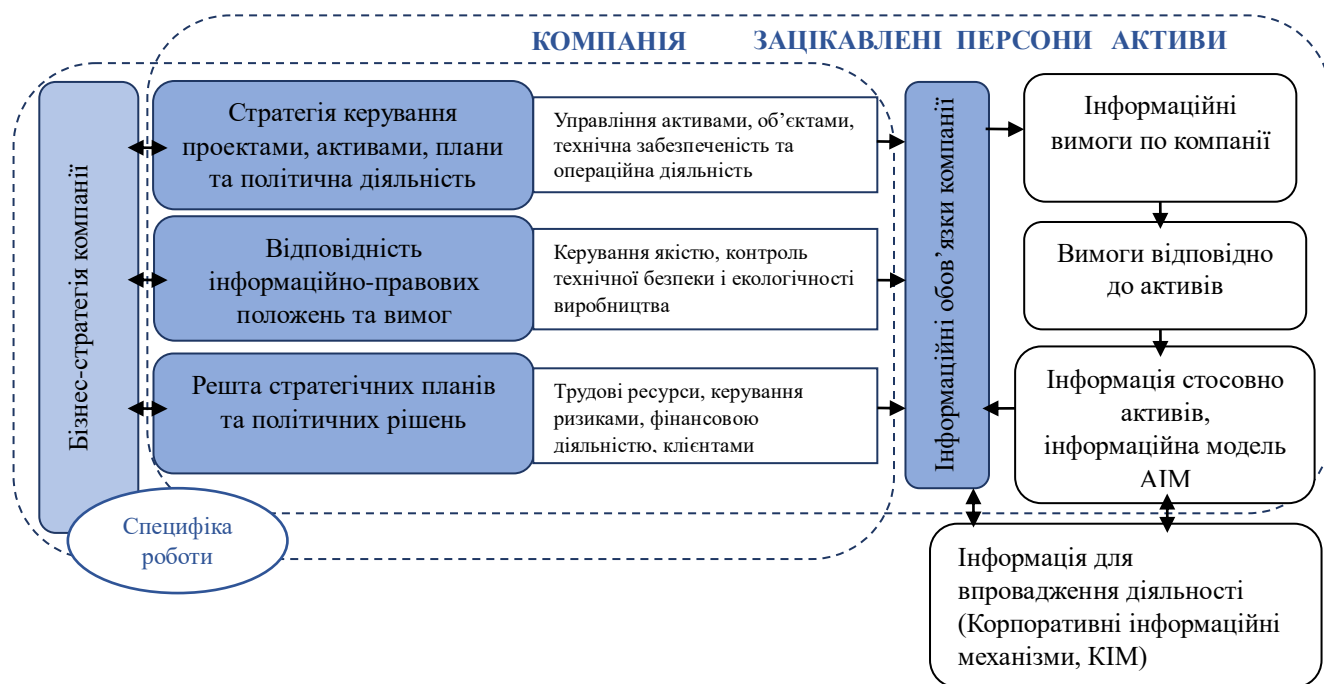 КОМПАНІЯ ЗАЦІКАВЛЕНІ ПЕРСОНИ АКТИВИ
Бізнес-стратегія компанії
Стратегія керування
проектами, активами, плани
та політична діяльність
Управління активами, об’єктами,
технічна забезпеченість та
операційна діяльність
Відповідність
інформаційно-правових
положень та вимог
Керування якістю, контроль
технічної безпеки і екологічності
виробництва
Решта стратегічних планів
та політичних рішень
Трудові ресурси, керування
ризиками, фінансовою
діяльністю, клієнтами
Специфіка
роботи
Інформаційні обов’язки компанії
Інформаційні
вимоги по компанії
Вимоги відповідно
до активів
Інформація стосовно
активів,
інформаційна модель
АІМ
Інформація для
впровадження діяльності
(Корпоративні інформаційні
механізми, КІМ)